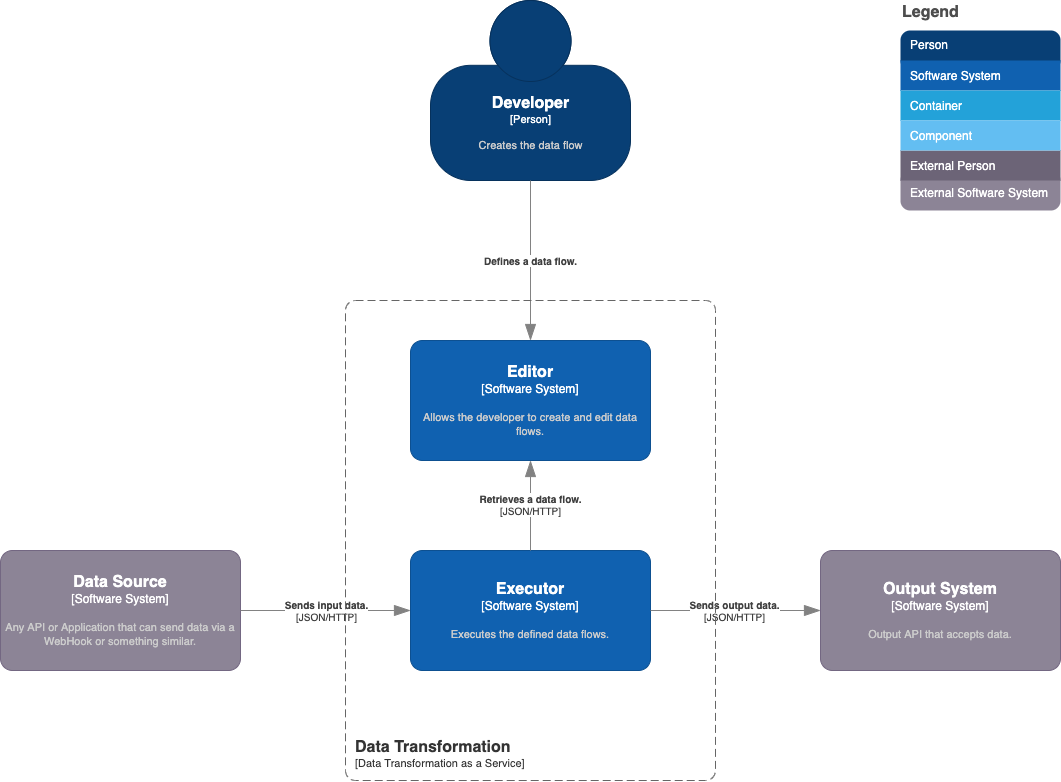 Legend
Person
Software System
Container
Component
External Person
External Software System
Developer
[Person]
Creates the data flow
Defines a data flow.
Editor
[Software System]
Allows the developer to create and edit data
flows.
Retrieves a data flow.
[JSON/HTTP]
Data Source
[Software System]
Any API or Application that can send data via a
WebHook or something similar.
Sends input data.
[JSON/HTTP]
Executor
[Software System]
Executes the defined data flows.
Sends output data.
[JSON/HTTP]
Output System
[Software System]
Output API that accepts data.
Data Transformation
[Data Transformation as a Service]